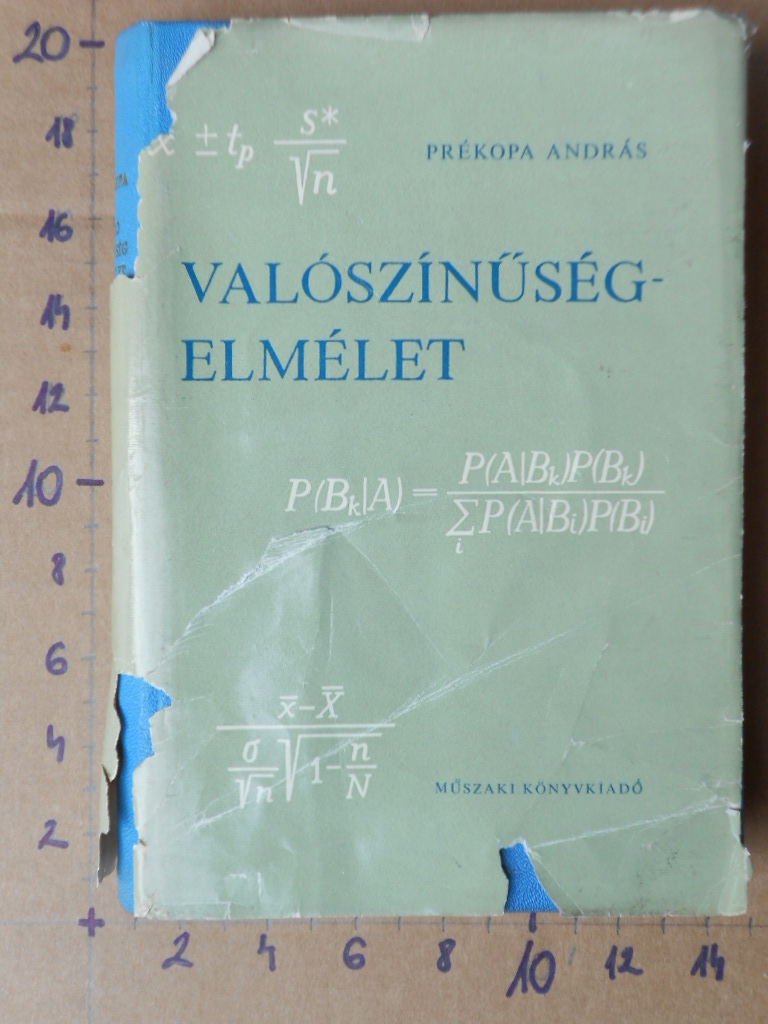 20
18
16
14
12
10
8
6
4
2
x̄ ± t_p s*/√n
PRÉKOPA ANDRÁS
VALÓSZÍNŰSÉG-
ELMÉLET
P(B_k|A) = P(A|B_k)P(B_k) / ∑_i P(A|B_i)P(B_i)
x̄-X̄ / σ/√n √1-n/N
MŰSZAKI KÖNYVKIADÓ
2 4 6 8 10 12 14